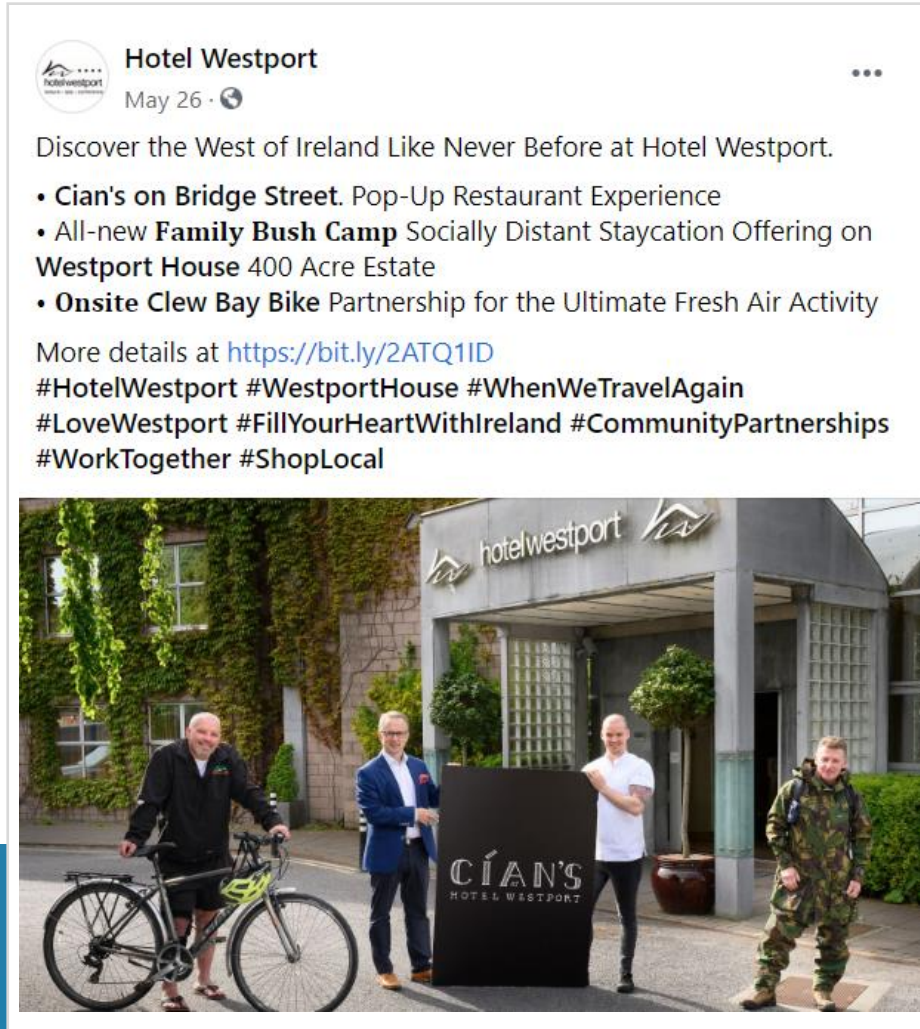 Hotel Westport
hotelwestport
May 26 ·
Discover the West of Ireland Like Never Before at Hotel Westport.
• Cian's on Bridge Street. Pop-Up Restaurant Experience
• All-new Family Bush Camp Socially Distant Staycation Offering on
Westport House 400 Acre Estate
• Onsite Clew Bay Bike Partnership for the Ultimate Fresh Air Activity
More details at https://bit.ly/2ATQ1ID
#HotelWestport #WestportHouse #WhenWeTravelAgain
#LoveWestport #FillYourHeartWithIreland #CommunityPartnerships
#WorkTogether #ShopLocal
hotelwestport
CÍAN'S
AT
HOTEL WESTPORT